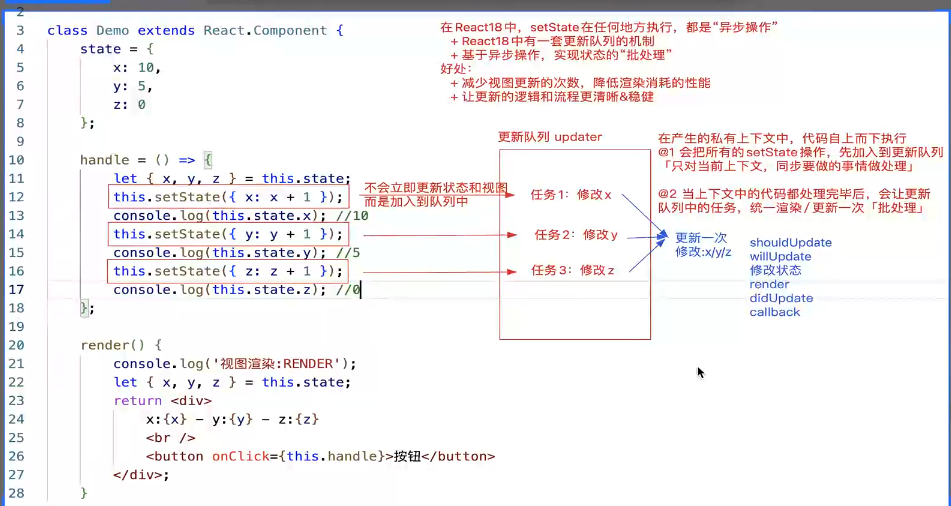 2
3 class Demo extends React.Component {
4 state = {
5 x: 10,
6 y: 5,
7 z: 0
8 };
9
10 handle = () => {
11 let { x, y, z } = this.state;
12 this.setState({ x: x + 1 });
13 console.log(this.state.x); //10
14 this.setState({ y: y + 1 });
15 console.log(this.state.y); //5
16 this.setState({ z: z + 1 });
17 console.log(this.state.z); //0
18 };
19
20 render() {
21 console.log('视图渲染:RENDER');
22 let { x, y, z } = this.state;
23 return <div>
24 x:{x} - y:{y} - z:{z}
25 <br />
26 <button onClick={this.handle}>按钮</button>
27 </div>;
28 }
在React18中，setState在任何地方执行，都是“异步操作”
+ React18中有一套更新队列的机制
+ 基于异步操作，实现状态的“批处理”
好处：
+ 减少视图更新的次数，降低渲染消耗的性能
+ 让更新的逻辑和流程更清晰&稳健
不会立即更新状态和视图
而是加入到队列中
更新队列 updater
任务1：修改x
任务2：修改y
任务3：修改z
更新一次
修改:x/y/z
在产生的私有上下文中，代码自上而下执行
@1 会把所有的setState操作，先加入到更新队列
「只对当前上下文，同步要做的事情做处理」
@2 当上下文中的代码都处理完毕后，会让更新
队列中的任务，统一渲染/更新一次「批处理」
shouldUpdate
willUpdate
修改状态
render
didUpdate
callback